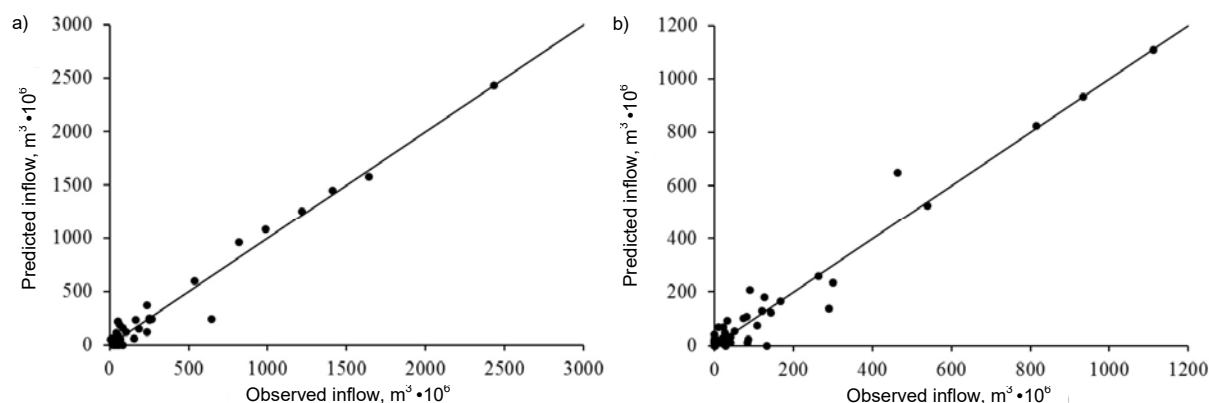 a)
Predicted inflow, m³ •10⁶
3000
2500
2000
1500
1000
500
0
0 500 1000 1500 2000 2500 3000
Observed inflow, m³ •10⁶
b)
Predicted inflow, m³ •10⁶
1200
1000
800
600
400
200
0
0 200 400 600 800 1000 1200
Observed inflow, m³ •10⁶